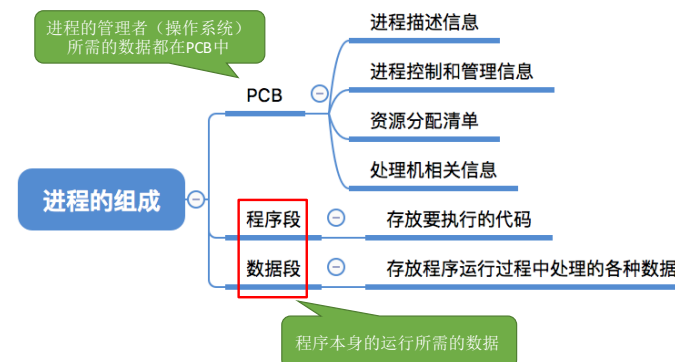 进程的管理者（操作系统）
所需的数据都在PCB中
进程描述信息
进程控制和管理信息
PCB
资源分配清单
处理机相关信息
进程的组成
程序段
存放要执行的代码
数据段
存放程序运行过程中处理的各种数据
程序本身的运行所需的数据